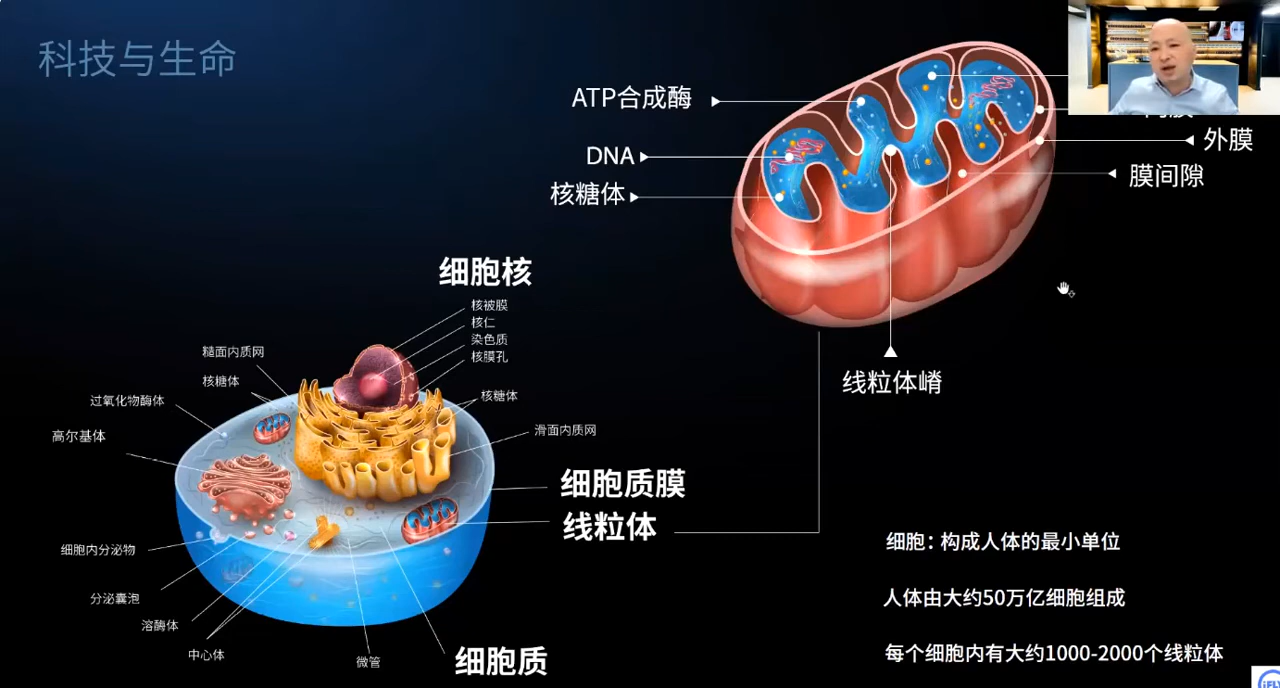 科技与生命
ATP合成酶
DNA
核糖体
外膜
膜间隙
线粒体嵴
细胞核
核被膜
核仁
染色质
核膜孔
糙面内质网
核糖体
过氧化物酶体
高尔基体
核糖体
滑面内质网
细胞质膜
线粒体
细胞内分泌物
分泌囊泡
溶酶体
中心体
微管
细胞质
细胞：构成人体的最小单位
人体由大约50万亿细胞组成
每个细胞内有大约1000-2000个线粒体